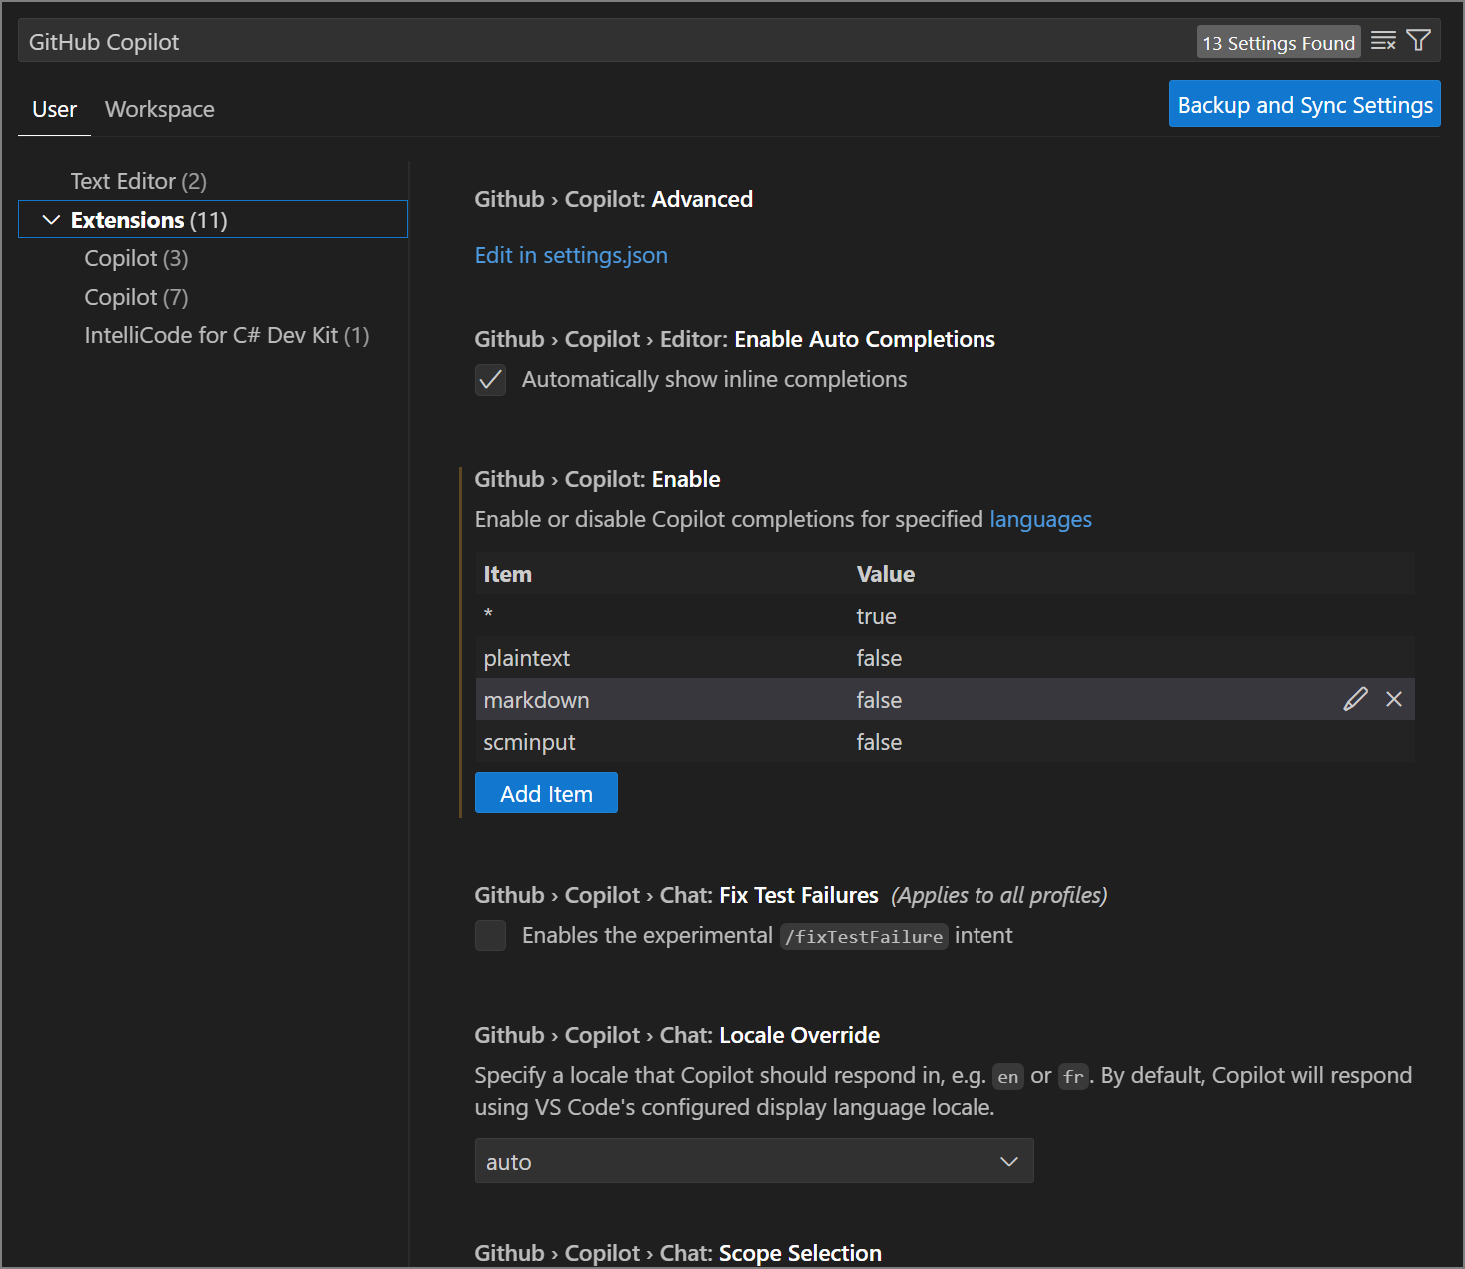 GitHub Copilot
13 Settings Found
User
Workspace
Backup and Sync Settings
Text Editor (2)
Extensions (11)
Copilot (3)
Copilot (7)
IntelliCode for C# Dev Kit (1)
Github › Copilot: Advanced
Edit in settings.json
Github › Copilot › Editor: Enable Auto Completions
Automatically show inline completions
Github › Copilot: Enable
Enable or disable Copilot completions for specified languages
Item Value
* true
plaintext false
markdown false
scminput false
Add Item
Github › Copilot › Chat: Fix Test Failures (Applies to all profiles)
Enables the experimental /fixTestFailure intent
Github › Copilot › Chat: Locale Override
Specify a locale that Copilot should respond in, e.g. en or fr. By default, Copilot will respond
using VS Code's configured display language locale.
auto
Github › Copilot › Chat: Scope Selection